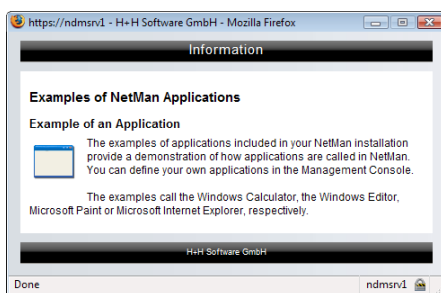 https://ndmsrv1 - H+H Software GmbH - Mozilla Firefox
Information
Examples of NetMan Applications
Example of an Application
The examples of applications included in your NetMan installation
provide a demonstration of how applications are called in NetMan.
You can define your own applications in the Management Console.
The examples call the Windows Calculator, the Windows Editor,
Microsoft Paint or Microsoft Internet Explorer, respectively.
H+H Software GmbH
Done
ndmsrv1